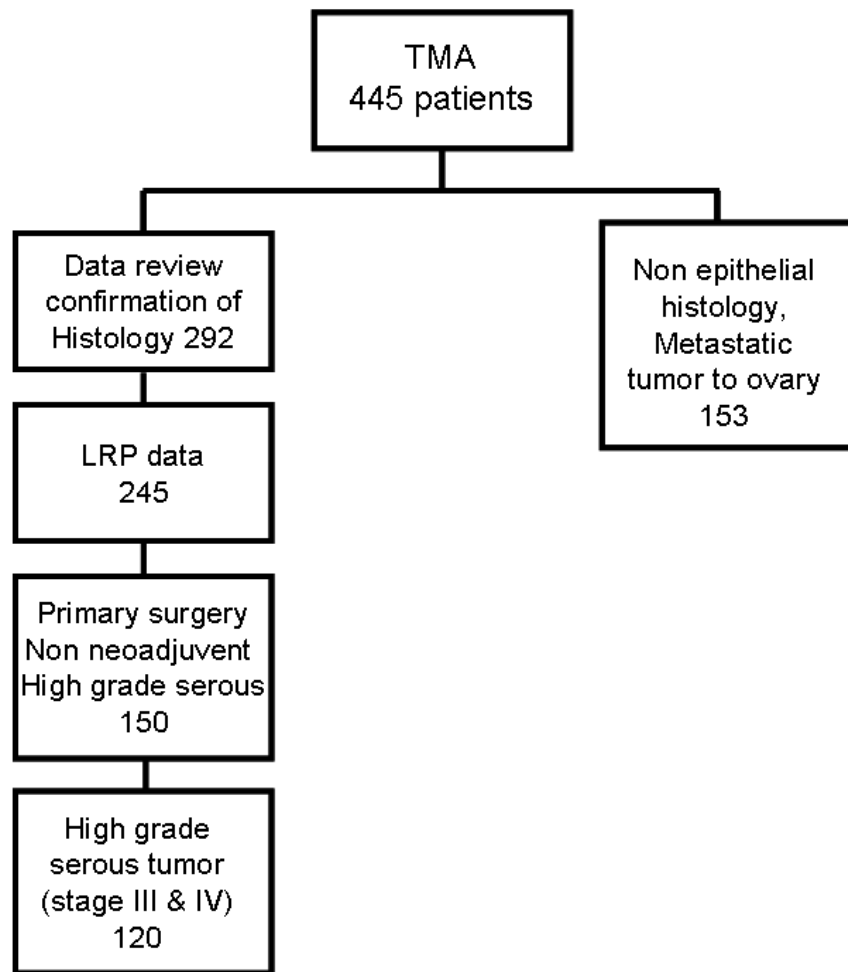 TMA
445 patients
Data review
confirmation of
Histology 292
Non epithelial
histology,
Metastatic
tumor to ovary
153
LRP data
245
Primary surgery
Non neoadjuvent
High grade serous
150
High grade
serous tumor
(stage III & IV)
120